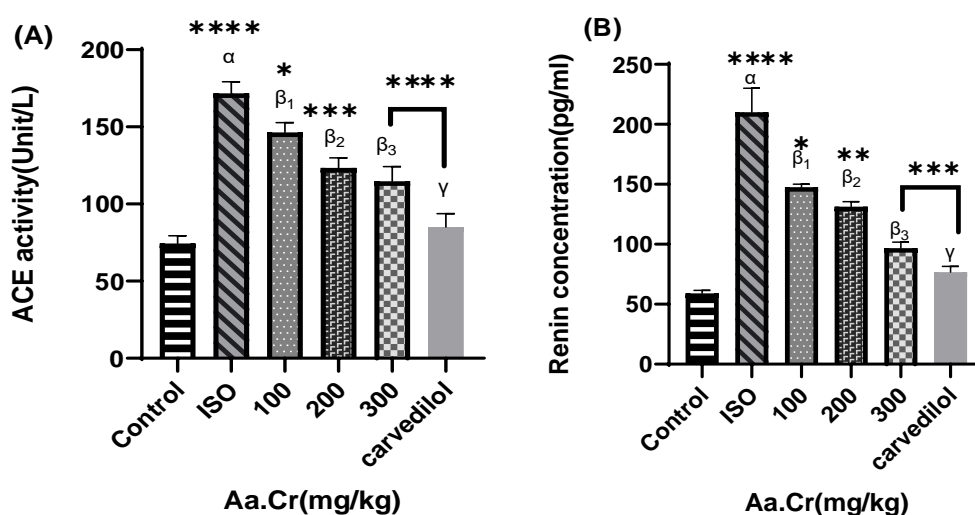 (A)
ACE activity(Unit/L)
200
150
100
50
0
****
α
*
β1
***
β2
β3
****
γ
Control
ISO
100
200
300
carvedilol
Aa.Cr(mg/kg)
(B)
Renin concentration(pg/ml)
250
200
150
100
50
0
****
α
*
β1
**
β2
β3
***
γ
Control
ISO
100
200
300
carvedilol
Aa.Cr(mg/kg)